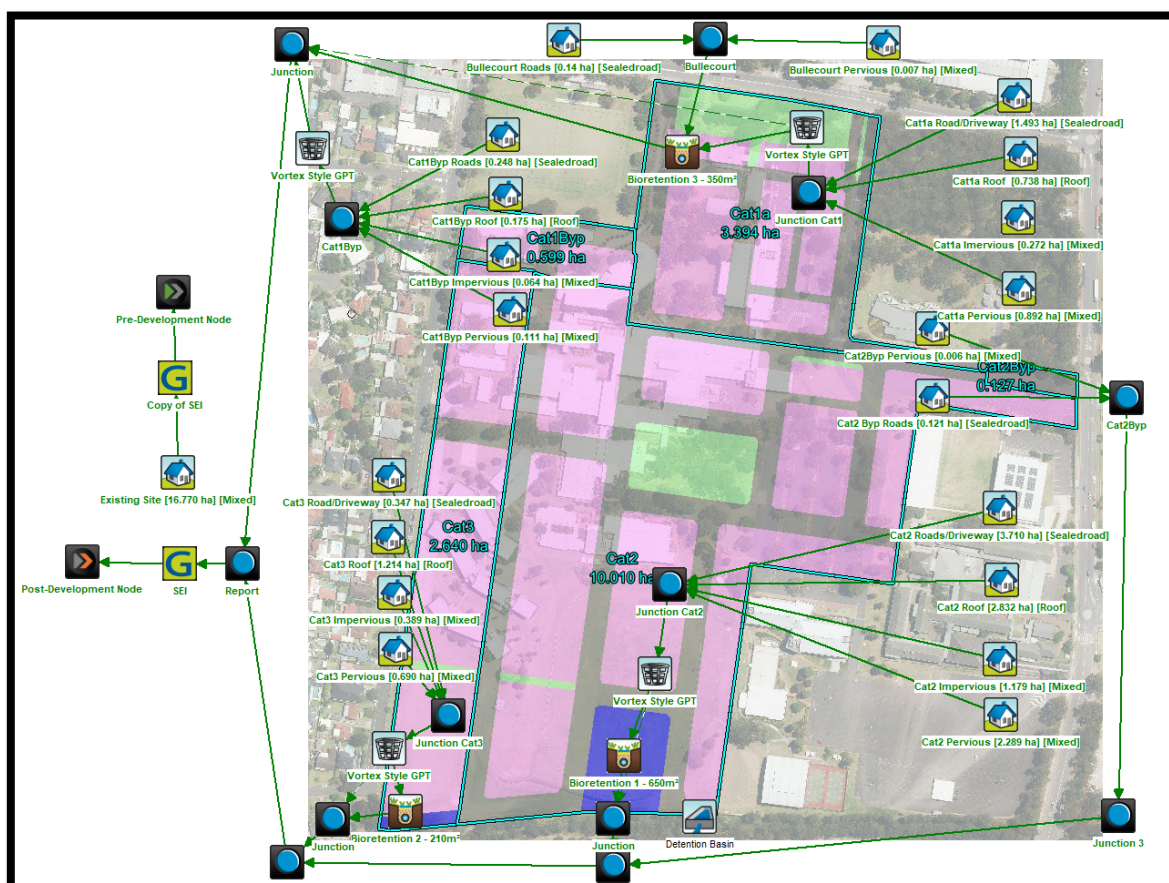 Junction
Bullecourt Roads [0.14 ha] [Sealedroad]
Bullecourt
Bullecourt Pervious [0.007 ha] [Mixed]
Vortex Style GPT
Cat1Byp Roads [0.248 ha] [Sealedroad]
Cat1Byp Roof [0.175 ha] [Roof]
Cat1Byp
Cat1Byp
0.599 ha
Cat1Byp Impervious [0.064 ha] [Mixed]
Cat1Byp Pervious [0.111 ha] [Mixed]
Bioretention 3 - 350m²
Vortex Style GPT
Junction Cat1
Cat1a
3.394 ha
Cat1a Road/Driveway [1.493 ha] [Sealedroad]
Cat1a Roof [0.738 ha] [Roof]
Cat1a Imervious [0.272 ha] [Mixed]
Cat1a Pervious [0.892 ha] [Mixed]
Cat2Byp Pervious [0.006 ha] [Mixed]
Cat2Byp
0.127 ha
Cat2 Byp Roads [0.121 ha] [Sealedroad]
Cat2Byp
Pre-Development Node
G
Copy of SEI
Existing Site [16.770 ha] [Mixed]
Post-Development Node
G
SEI
Report
Cat3 Road/Driveway [0.347 ha] [Sealedroad]
Cat3
2.640 ha
Cat3 Roof [1.214 ha] [Roof]
Cat3 Impervious [0.389 ha] [Mixed]
Cat3 Pervious [0.690 ha] [Mixed]
Junction Cat3
Vortex Style GPT
Bioretention 2 - 210m²
Junction
Cat2
10.010 ha
Junction Cat2
Cat2 Roads/Driveway [3.710 ha] [Sealedroad]
Cat2 Roof [2.832 ha] [Roof]
Cat2 Impervious [1.179 ha] [Mixed]
Cat2 Pervious [2.289 ha] [Mixed]
Vortex Style GPT
Bioretention 1 - 650m²
Junction
Detention Basin
Junction 3